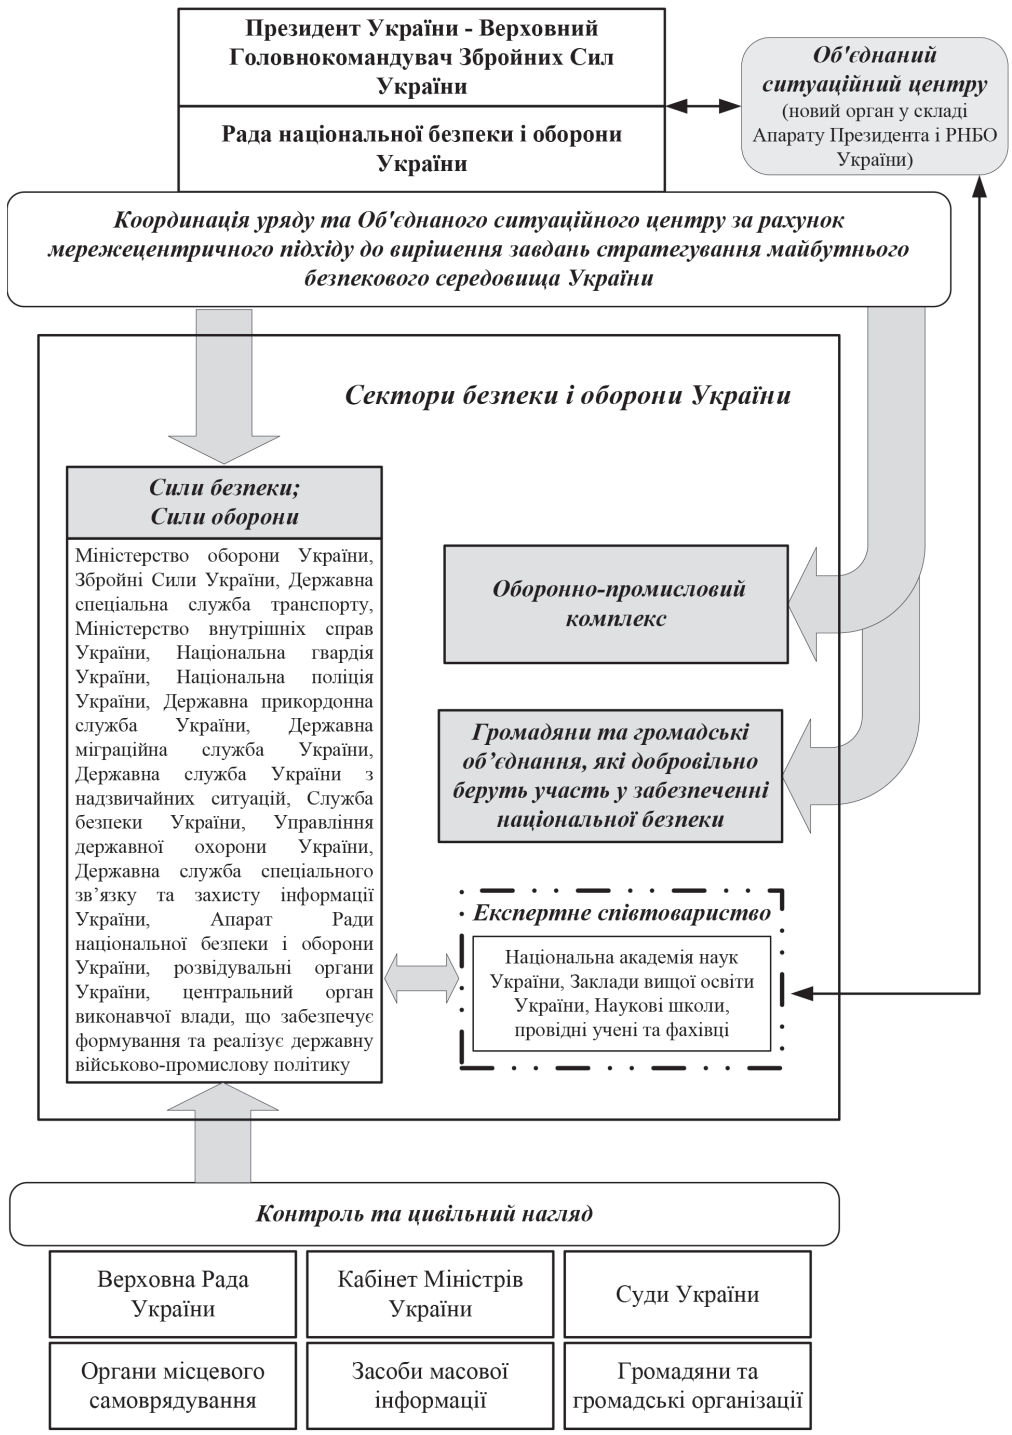 Президент України - Верховний
Головнокомандувач Збройних Сил
України
Рада національної безпеки і оборони
України
Об'єднаний
ситуаційний центру
(новий орган у складі
Апарату Президента і РНБО
України)
Координація уряду та Об'єднаного ситуаційного центру за рахунок
мережецентричного підхіду до вирішення завдань стратегування майбутнього
безпекового середовища України
Сектори безпеки і оборони України
Сили безпеки;
Сили оборони
Міністерство оборони України,
Збройні Сили України, Державна
спеціальна служба транспорту,
Міністерство внутрішніх справ
України, Національна гвардія
України, Національна поліція
України, Державна прикордонна
служба України, Державна
міграційна служба України,
Державна служба України з
надзвичайних ситуацій, Служба
безпеки України, Управління
державної охорони України,
Державна служба спеціального
зв’язку та захисту інформації
України, Апарат Ради
національної безпеки і оборони
України, розвідувальні органи
України, центральний орган
виконавчої влади, що забезпечує
формування та реалізує державну
військово-промислову політику
Оборонно-промисловий
комплекс
Громадяни та громадські
об’єднання, які добровільно
беруть участь у забезпеченні
національної безпеки
Експертне співтовариство
Національна академія наук
України, Заклади вищої освіти
України, Наукові школи,
провідні учені та фахівці
Контроль та цивільний нагляд
Верховна Рада
України
Кабінет Міністрів
України
Суди України
Органи місцевого
самоврядування
Засоби масової
інформації
Громадяни та
громадські організації